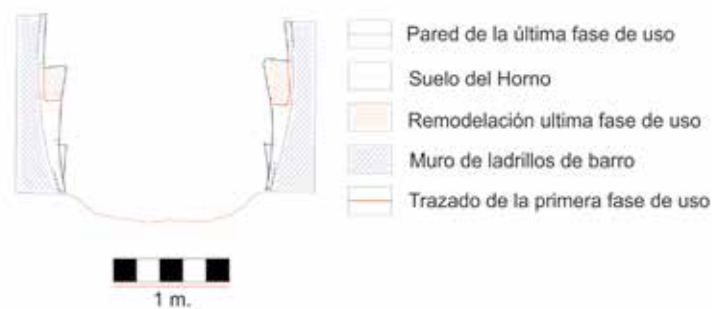 Pared de la última fase de uso
Suelo del Horno
Remodelación ultima fase de uso
Muro de ladrillos de barro
Trazado de la primera fase de uso
1 m.